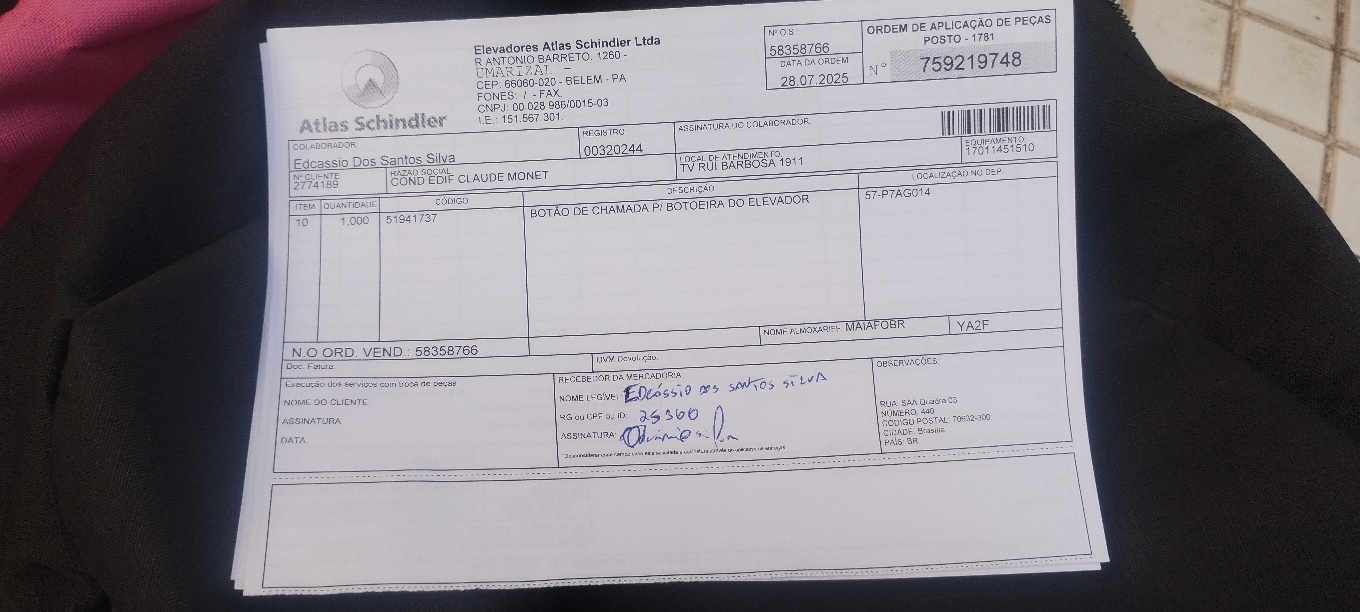 Elevadores Atlas Schindler Ltda
R ANTONIO BARRETO, 1260 -
UMARIZAL -
CEP. 66060-020 - BELEM - PA
FONES: / - FAX.
CNPJ: 00.028.986/0015-03
I.E.: 151.567.301.
Atlas Schindler
Nº O.S.
58358766
DATA DA ORDEM
28.07.2025
ORDEM DE APLICAÇÃO DE PEÇAS
POSTO - 1781
Nº 759219748
COLABORADOR:
Edcassio Dos Santos Silva
REGISTRO
00320244
ASSINATURA DO COLABORADOR.
Nº CLIENTE
2774189
RAZAO SOCIAL
COND EDIF CLAUDE MONET
LOCAL DE ATENDIMENTO.
TV RUI BARBOSA 1911
EQUIPAMENTO:
17011451510
ITEM QUANTIDADE CÓDIGO DESCRIÇÃO LOCALIZAÇÃO NO DEP.
10 1.000 51941737 BOTÃO DE CHAMADA P/ BOTOEIRA DO ELEVADOR 57-P7AG014
NOME ALMOXARIFE MAIAFOBR YA2F
N.O ORD. VEND.: 58358766
Doc. Fatura:
UVM Devolução:
Execução dos serviços com troca de peças
NOME DO CLIENTE:
ASSINATURA:
DATA
RECEBEDOR DA MERCADORIA:
NOME LEGÍVEL: Edcássio dos Santos Silva
RG ou CPF ou ID: 25360
ASSINATURA:
OBSERVAÇÕES:
RUA: SAA Quadra 03
NÚMERO: 440
CÓDIGO POSTAL: 70632-300
CIDADE: Brasília
PAÍS: BR